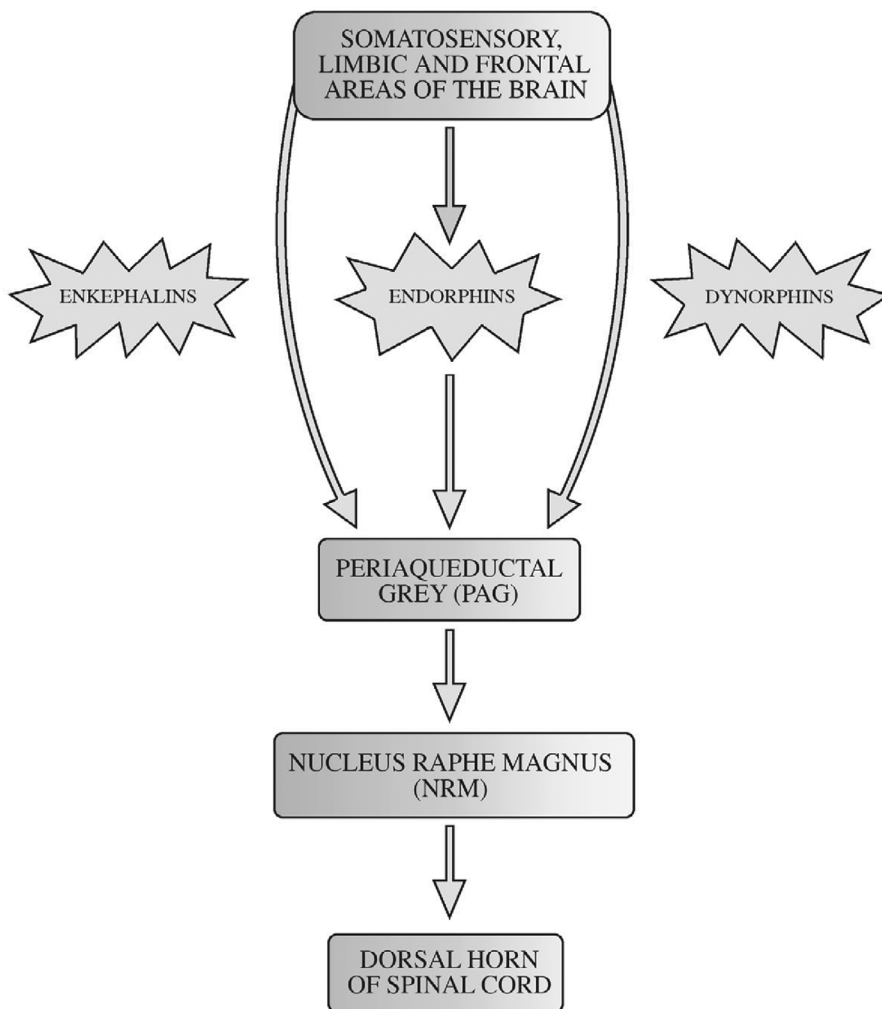 SOMATOSENSORY,
LIMBIC AND FRONTAL
AREAS OF THE BRAIN
ENKEPHALINS
ENDORPHINS
DYNORPHINS
PERIAQUEDUCTAL
GREY (PAG)
NUCLEUS RAPHE MAGNUS
(NRM)
DORSAL HORN
OF SPINAL CORD